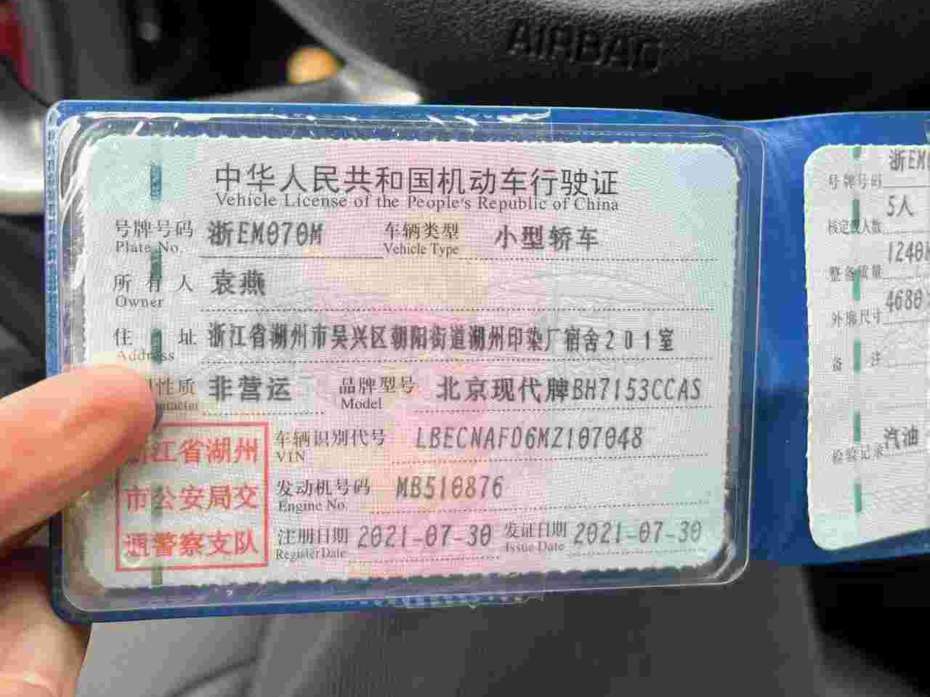 AIRBAG
中华人民共和国机动车行驶证
Vehicle License of the People's Republic of China
号牌号码 浙EM070M 车辆类型 小型轿车
Plate No. Vehicle Type
所有人 袁燕
Owner
住址 浙江省湖州市吴兴区朝阳街道湖州印染厂宿舍201室
Address
性质 非营运 品牌型号 北京现代牌BH7153CCAS
Model
浙江省湖州
市公安局交
通警察支队
车辆识别代号 LBECNAFD6MZ107048
VIN
发动机号码 MB510876
Engine No.
注册日期 2021-07-30 发证日期 2021-07-30
Register Date Issue Date
号牌号码 浙EM0
核定载人数 5人
整备质量 1240
外廓尺寸 4680
备注
检验记录 汽油